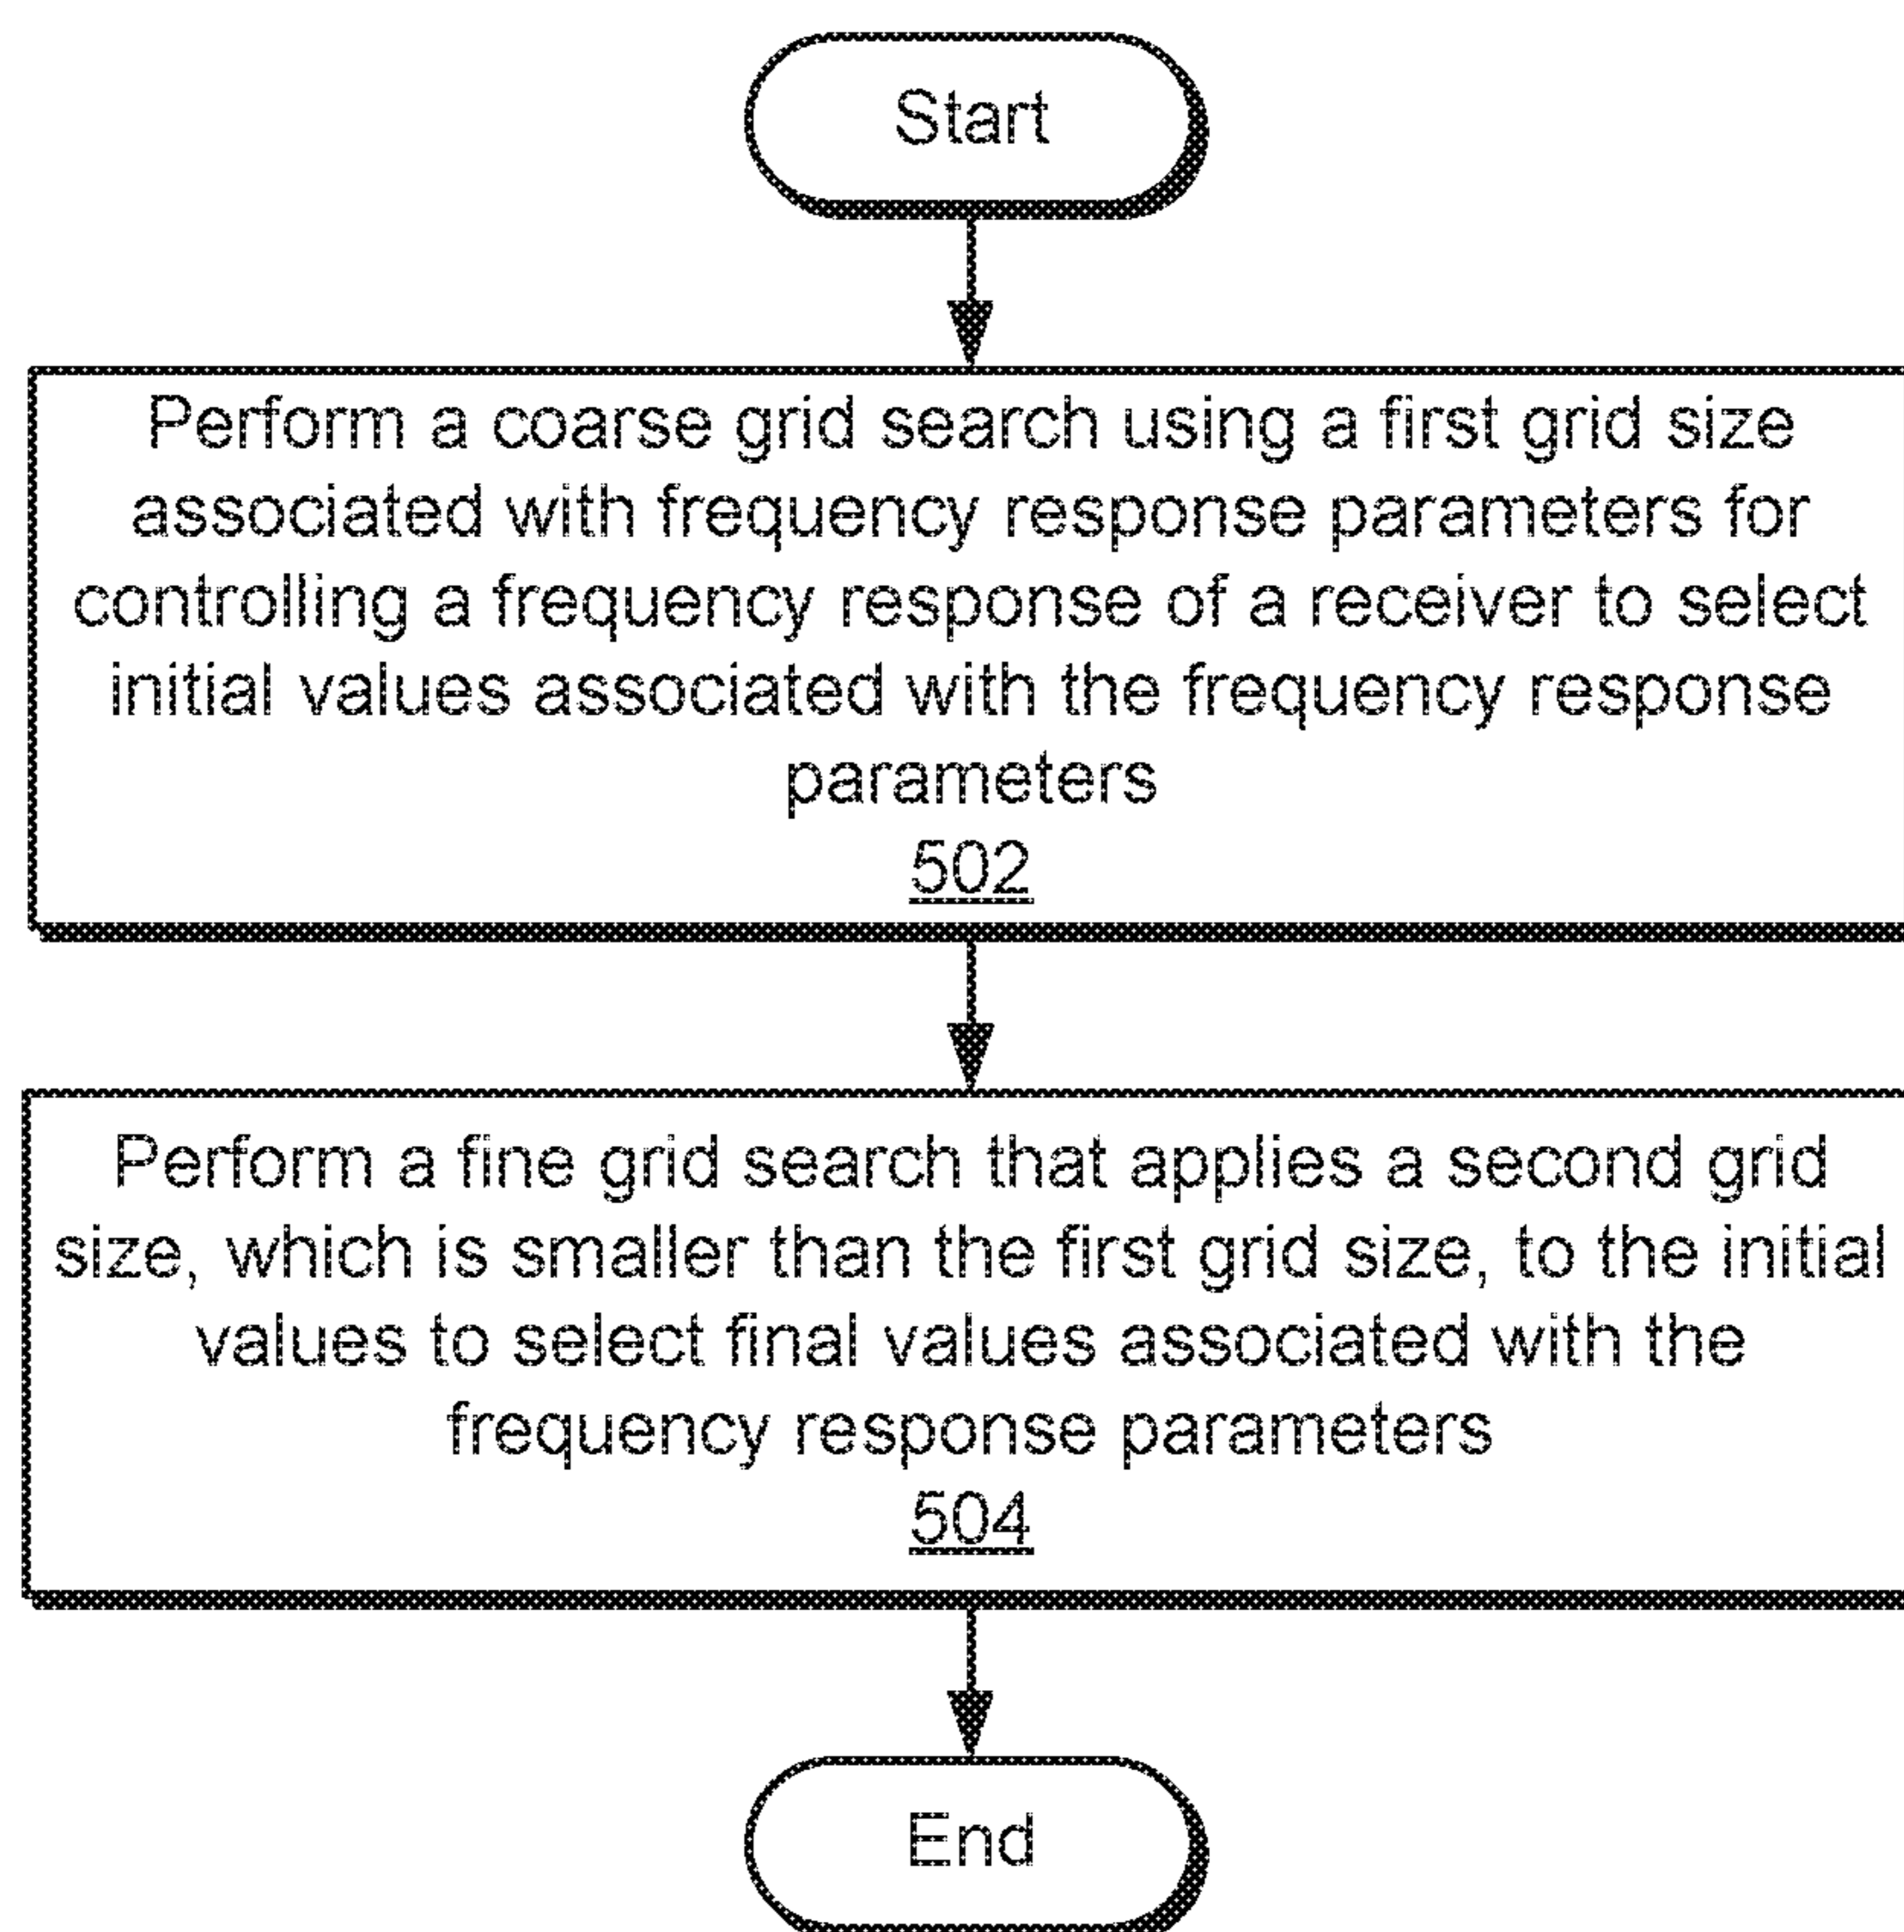 Start
Perform a coarse grid search using a first grid size
associated with frequency response parameters for
controlling a frequency response of a receiver to select
initial values associated with the frequency response
parameters
502
Perform a fine grid search that applies a second grid
size, which is smaller than the first grid size, to the initial
values to select final values associated with the
frequency response parameters
504
End